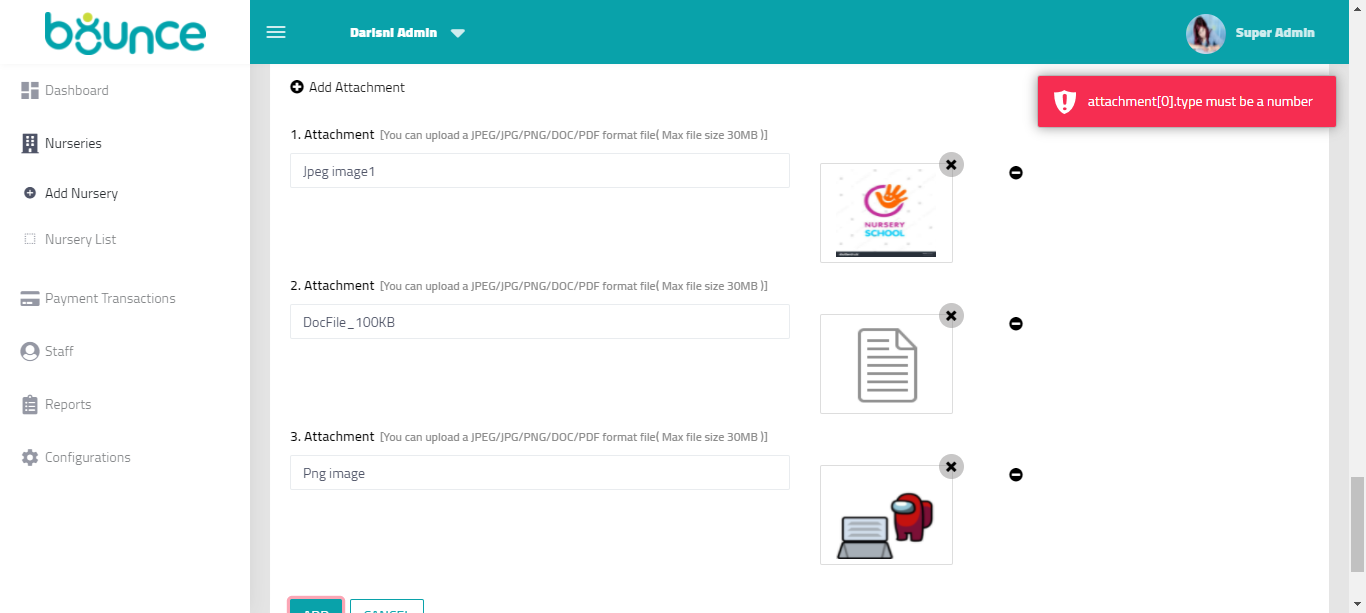 bounce
Darisni Admin
Super Admin
Dashboard
Nurseries
Add Nursery
Nursery List
Payment Transactions
Staff
Reports
Configurations
Add Attachment
attachment[0].type must be a number
1. Attachment [You can upload a JPEG/JPG/PNG/DOC/PDF format file( Max file size 30MB )]
Jpeg image1
NURSERY
SCHOOL
2. Attachment [You can upload a JPEG/JPG/PNG/DOC/PDF format file( Max file size 30MB )]
DocFile_100KB
3. Attachment [You can upload a JPEG/JPG/PNG/DOC/PDF format file( Max file size 30MB )]
Png image
ADD
CANCEL